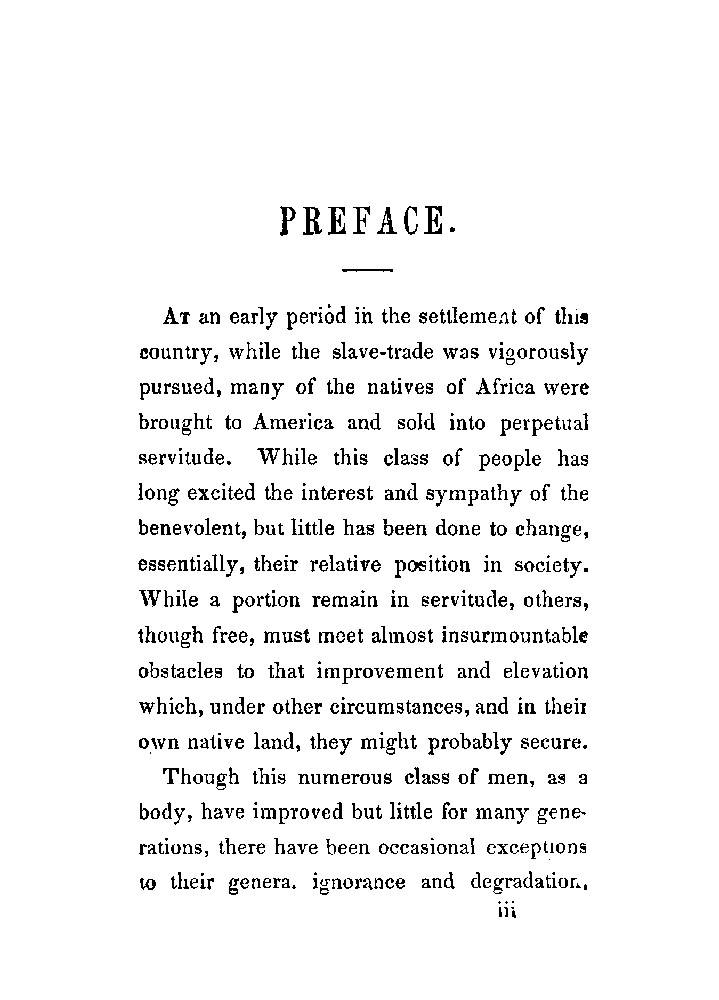 PREFACE.
At an early period in the settlement of this
country, while the slave-trade was vigorously
pursued, many of the natives of Africa were
brought to America and sold into perpetual
servitude. While this class of people has
long excited the interest and sympathy of the
benevolent, but little has been done to change,
essentially, their relative position in society.
While a portion remain in servitude, others,
though free, must meet almost insurmountable
obstacles to that improvement and elevation
which, under other circumstances, and in their
own native land, they might probably secure.
Though this numerous class of men, as a
body, have improved but little for many gene-
rations, there have been occasional exceptions
to their genera. ignorance and degradation,
iii